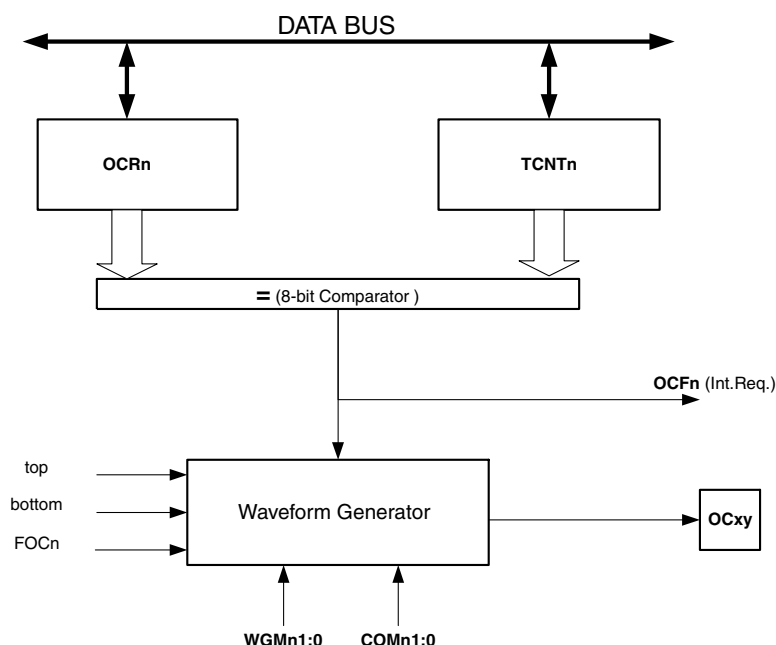 DATA BUS
OCRn
TCNTn
= (8-bit Comparator )
OCFn (Int.Req.)
top
bottom
FOCn
Waveform Generator
OCxy
WGMn1:0
COMn1:0